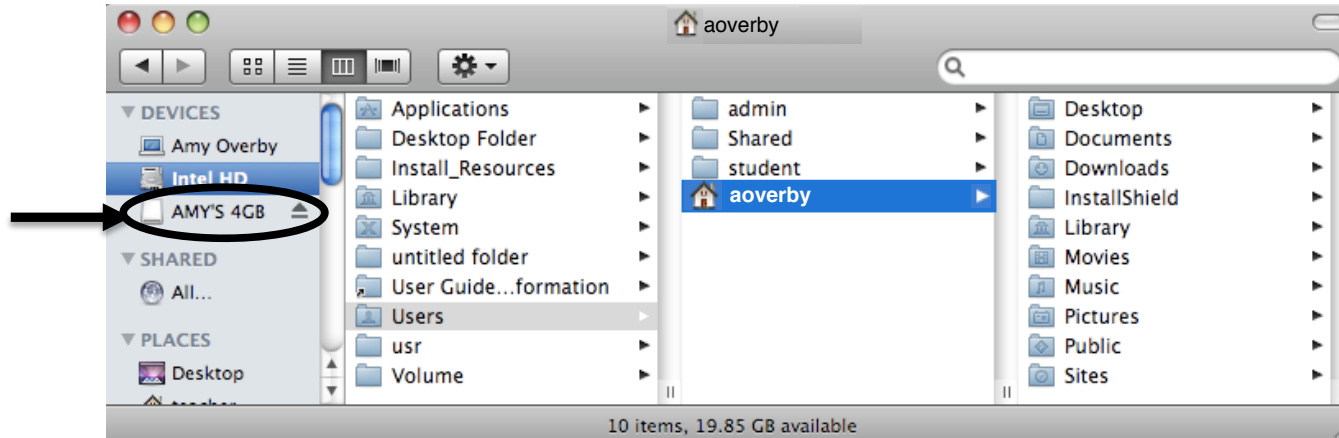 aoverby
DEVICES
Amy Overby
Intel HD
AMY'S 4GB
SHARED
All...
PLACES
Desktop
teacher
Applications
Desktop Folder
Install_Resources
Library
System
untitled folder
User Guide...formation
Users
usr
Volume
admin
Shared
student
aoverby
Desktop
Documents
Downloads
InstallShield
Library
Movies
Music
Pictures
Public
Sites
10 items, 19.85 GB available